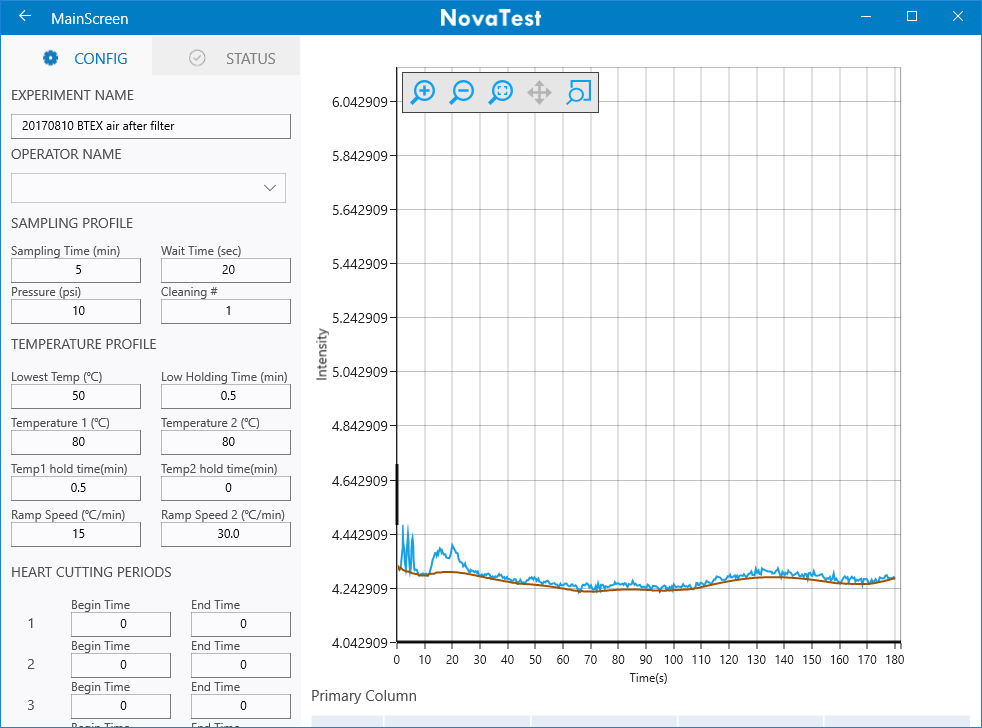 MainScreen
NovaTest
CONFIG
STATUS
EXPERIMENT NAME
20170810 BTEX air after filter
OPERATOR NAME
SAMPLING PROFILE
Sampling Time (min) Wait Time (sec)
5 20
Pressure (psi) Cleaning #
10 1
TEMPERATURE PROFILE
Lowest Temp (℃) Low Holding Time (min)
50 0.5
Temperature 1 (℃) Temperature 2 (℃)
80 80
Temp1 hold time(min) Temp2 hold time(min)
0.5 0
Ramp Speed (℃/min) Ramp Speed 2 (℃/min)
15 30.0
HEART CUTTING PERIODS
Begin Time End Time
1 0 0
Begin Time End Time
2 0 0
Begin Time End Time
3 0 0
Begin Time End Time
6.042909
5.842909
5.642909
5.442909
5.242909
5.042909
4.842909
4.642909
4.442909
4.242909
4.042909
Intensity
0 10 20 30 40 50 60 70 80 90 100 110 120 130 140 150 160 170 180
Time(s)
Primary Column